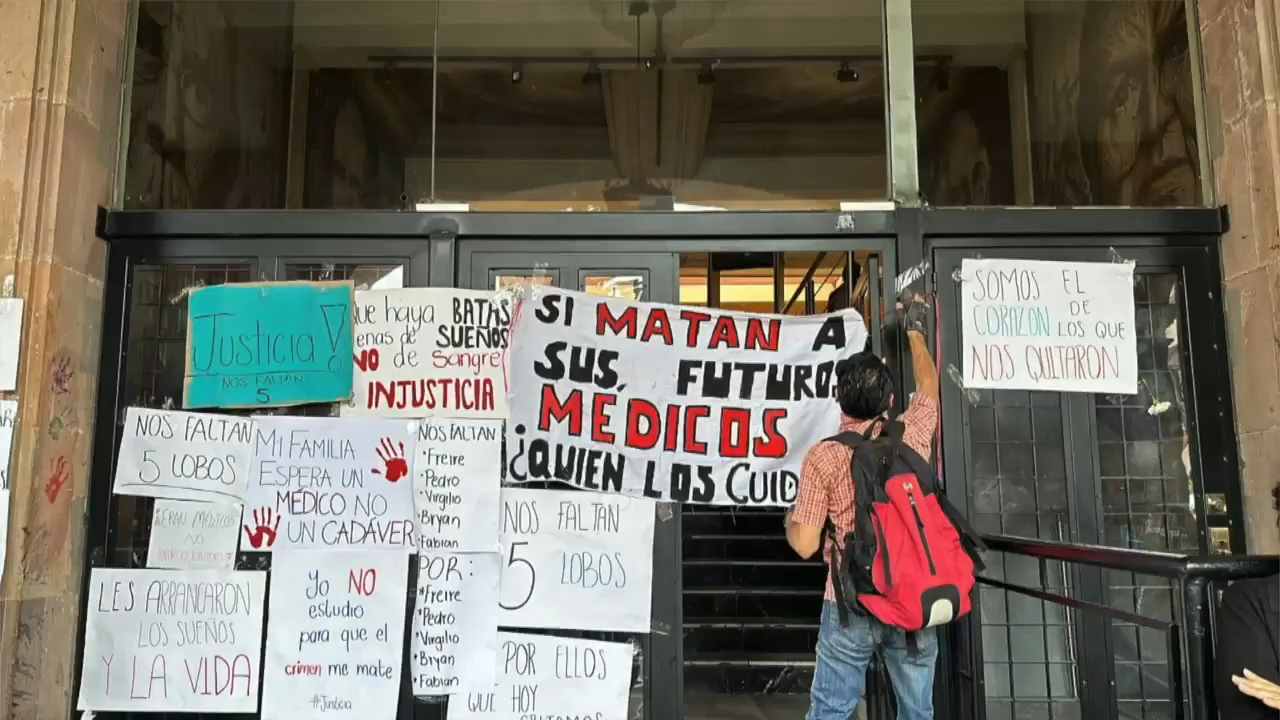 Justicia!
NOS FALTAN
5
ue haya BATAS
enas de SUEÑOS
NO de Sangre
INJUSTICIA
SI MATAN A
SUS FUTUROS
MEDICOS
¿QUIEN LOS CUID
SOMOS EL
CORAZON DE
LOS QUE
NOS QUITARON
NOS FALTAN
5 LOBOS
MI FAMILIA
ESPERA UN
MÉDICO NO
UN CADÁVER
NOS FALTAN
•Freire
•Pedro
•Virgilio
•Bryan
•Fabian
ERAN MÉDICOS
NO
LES ARRANCARON
LOS SUEÑOS
Y LA VIDA
Yo NO
estudio
para que el
crimen me mate
#Justicia
POR:
*Freire
*Pedro
•Virgilio
•Bryan
•Fabian
NOS FALTAN
5 LOBOS
POR ELLOS
QUE HOY